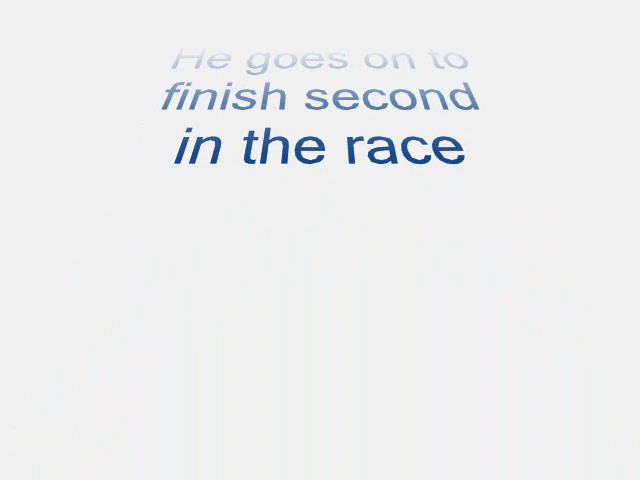 He goes on to
finish second
in the race